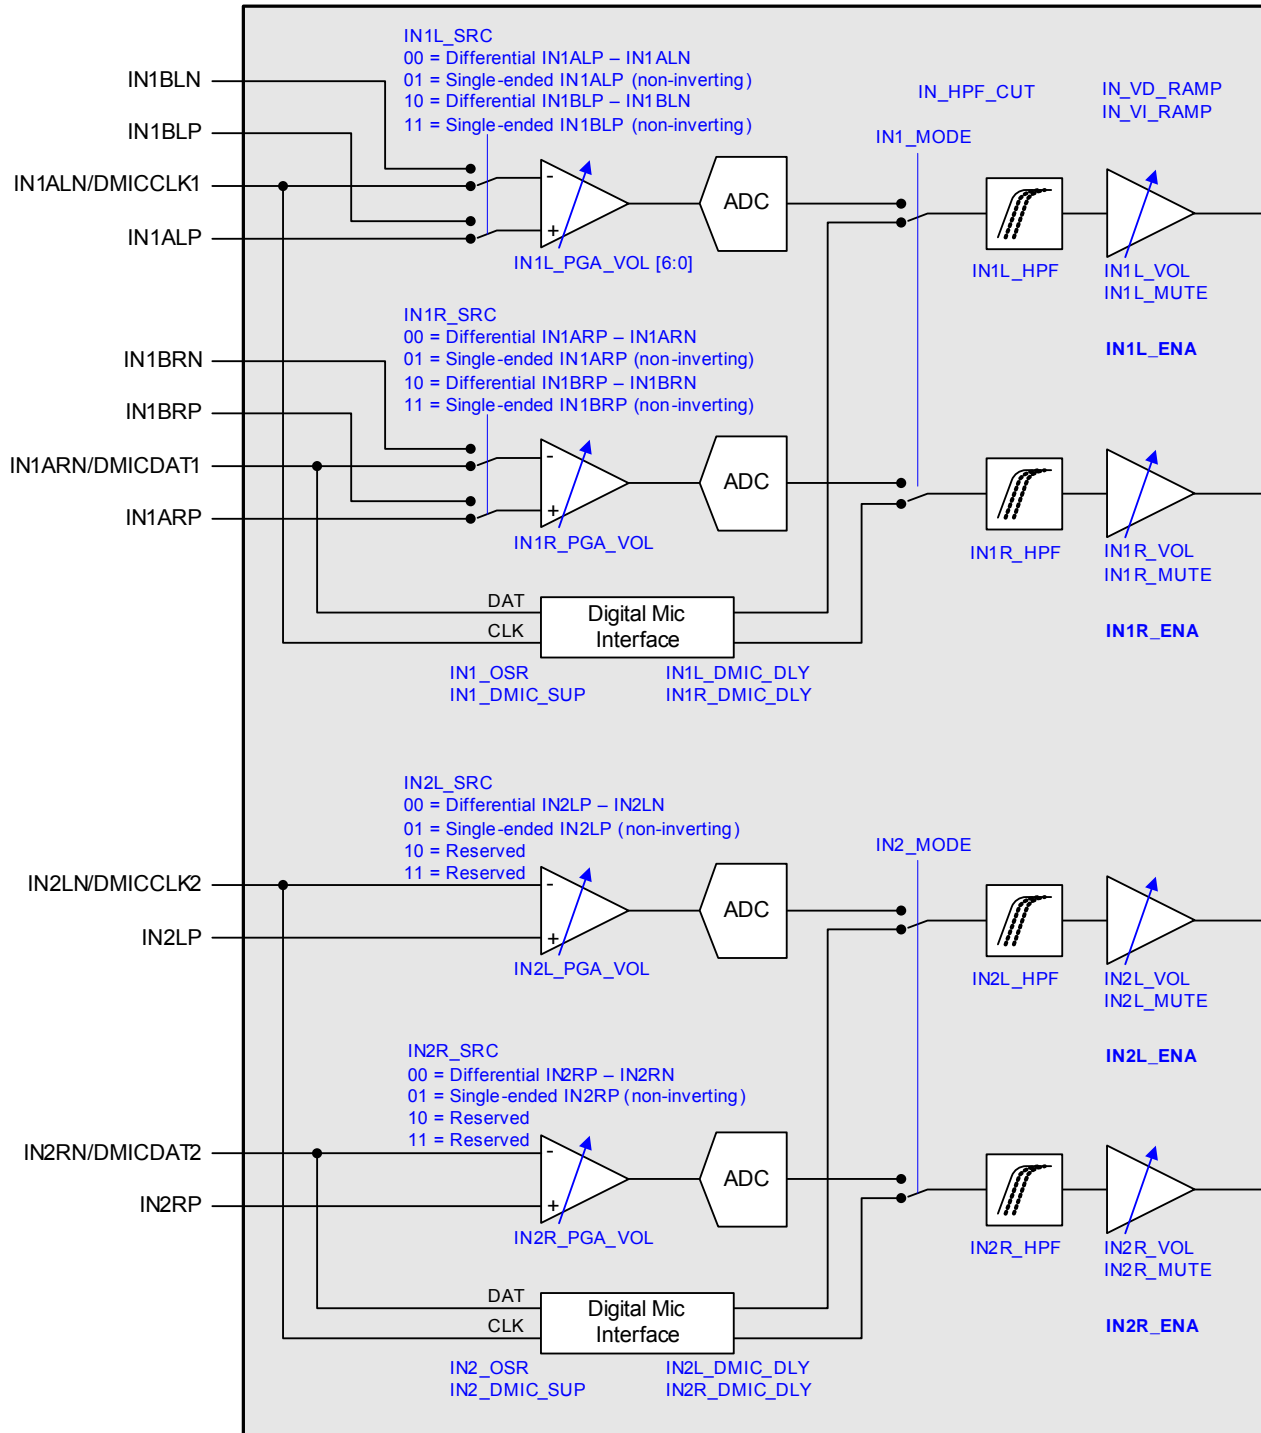 IN1L_SRC
00 = Differential IN1ALP – IN1ALN
01 = Single-ended IN1ALP (non-inverting)
10 = Differential IN1BLP – IN1BLN
11 = Single-ended IN1BLP (non-inverting)
IN1BLN
IN1BLP
IN1ALN/DMICCLK1
IN1ALP
IN_HPF_CUT
IN_VD_RAMP
IN_VI_RAMP
IN1_MODE
-
+
ADC
IN1L_PGA_VOL [6:0]
IN1L_HPF
IN1L_VOL
IN1L_MUTE
IN1L_ENA
IN1R_SRC
00 = Differential IN1ARP – IN1ARN
01 = Single-ended IN1ARP (non-inverting)
10 = Differential IN1BRP – IN1BRN
11 = Single-ended IN1BRP (non-inverting)
IN1BRN
IN1BRP
IN1ARN/DMICDAT1
IN1ARP
-
+
ADC
IN1R_PGA_VOL
IN1R_HPF
IN1R_VOL
IN1R_MUTE
IN1R_ENA
DAT
CLK
Digital Mic
Interface
IN1_OSR
IN1_DMIC_SUP
IN1L_DMIC_DLY
IN1R_DMIC_DLY
IN2L_SRC
00 = Differential IN2LP – IN2LN
01 = Single-ended IN2LP (non-inverting)
10 = Reserved
11 = Reserved
IN2_MODE
IN2LN/DMICCLK2
IN2LP
-
+
ADC
IN2L_PGA_VOL
IN2L_HPF
IN2L_VOL
IN2L_MUTE
IN2L_ENA
IN2R_SRC
00 = Differential IN2RP – IN2RN
01 = Single-ended IN2RP (non-inverting)
10 = Reserved
11 = Reserved
IN2RN/DMICDAT2
IN2RP
-
+
ADC
IN2R_PGA_VOL
IN2R_HPF
IN2R_VOL
IN2R_MUTE
IN2R_ENA
DAT
CLK
Digital Mic
Interface
IN2_OSR
IN2_DMIC_SUP
IN2L_DMIC_DLY
IN2R_DMIC_DLY